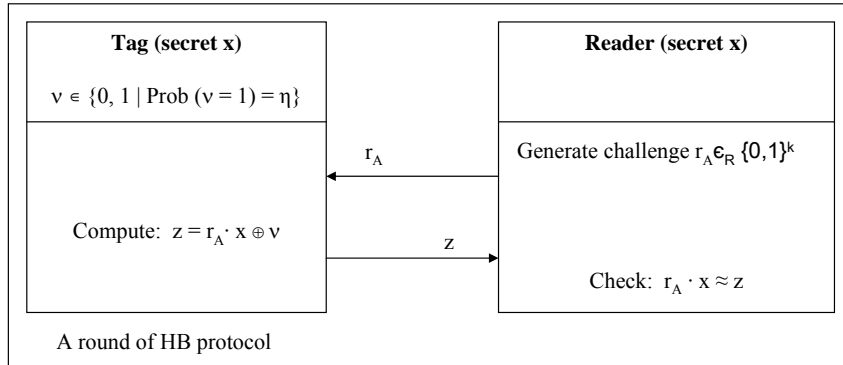 Tag (secret x)
Reader (secret x)
ν ∈ {0, 1 | Prob (ν = 1) = η}
r_A
Generate challenge r_A ϵ_R {0,1}^k
Compute: z = r_A · x ⊕ ν
z
Check: r_A · x ≈ z
A round of HB protocol